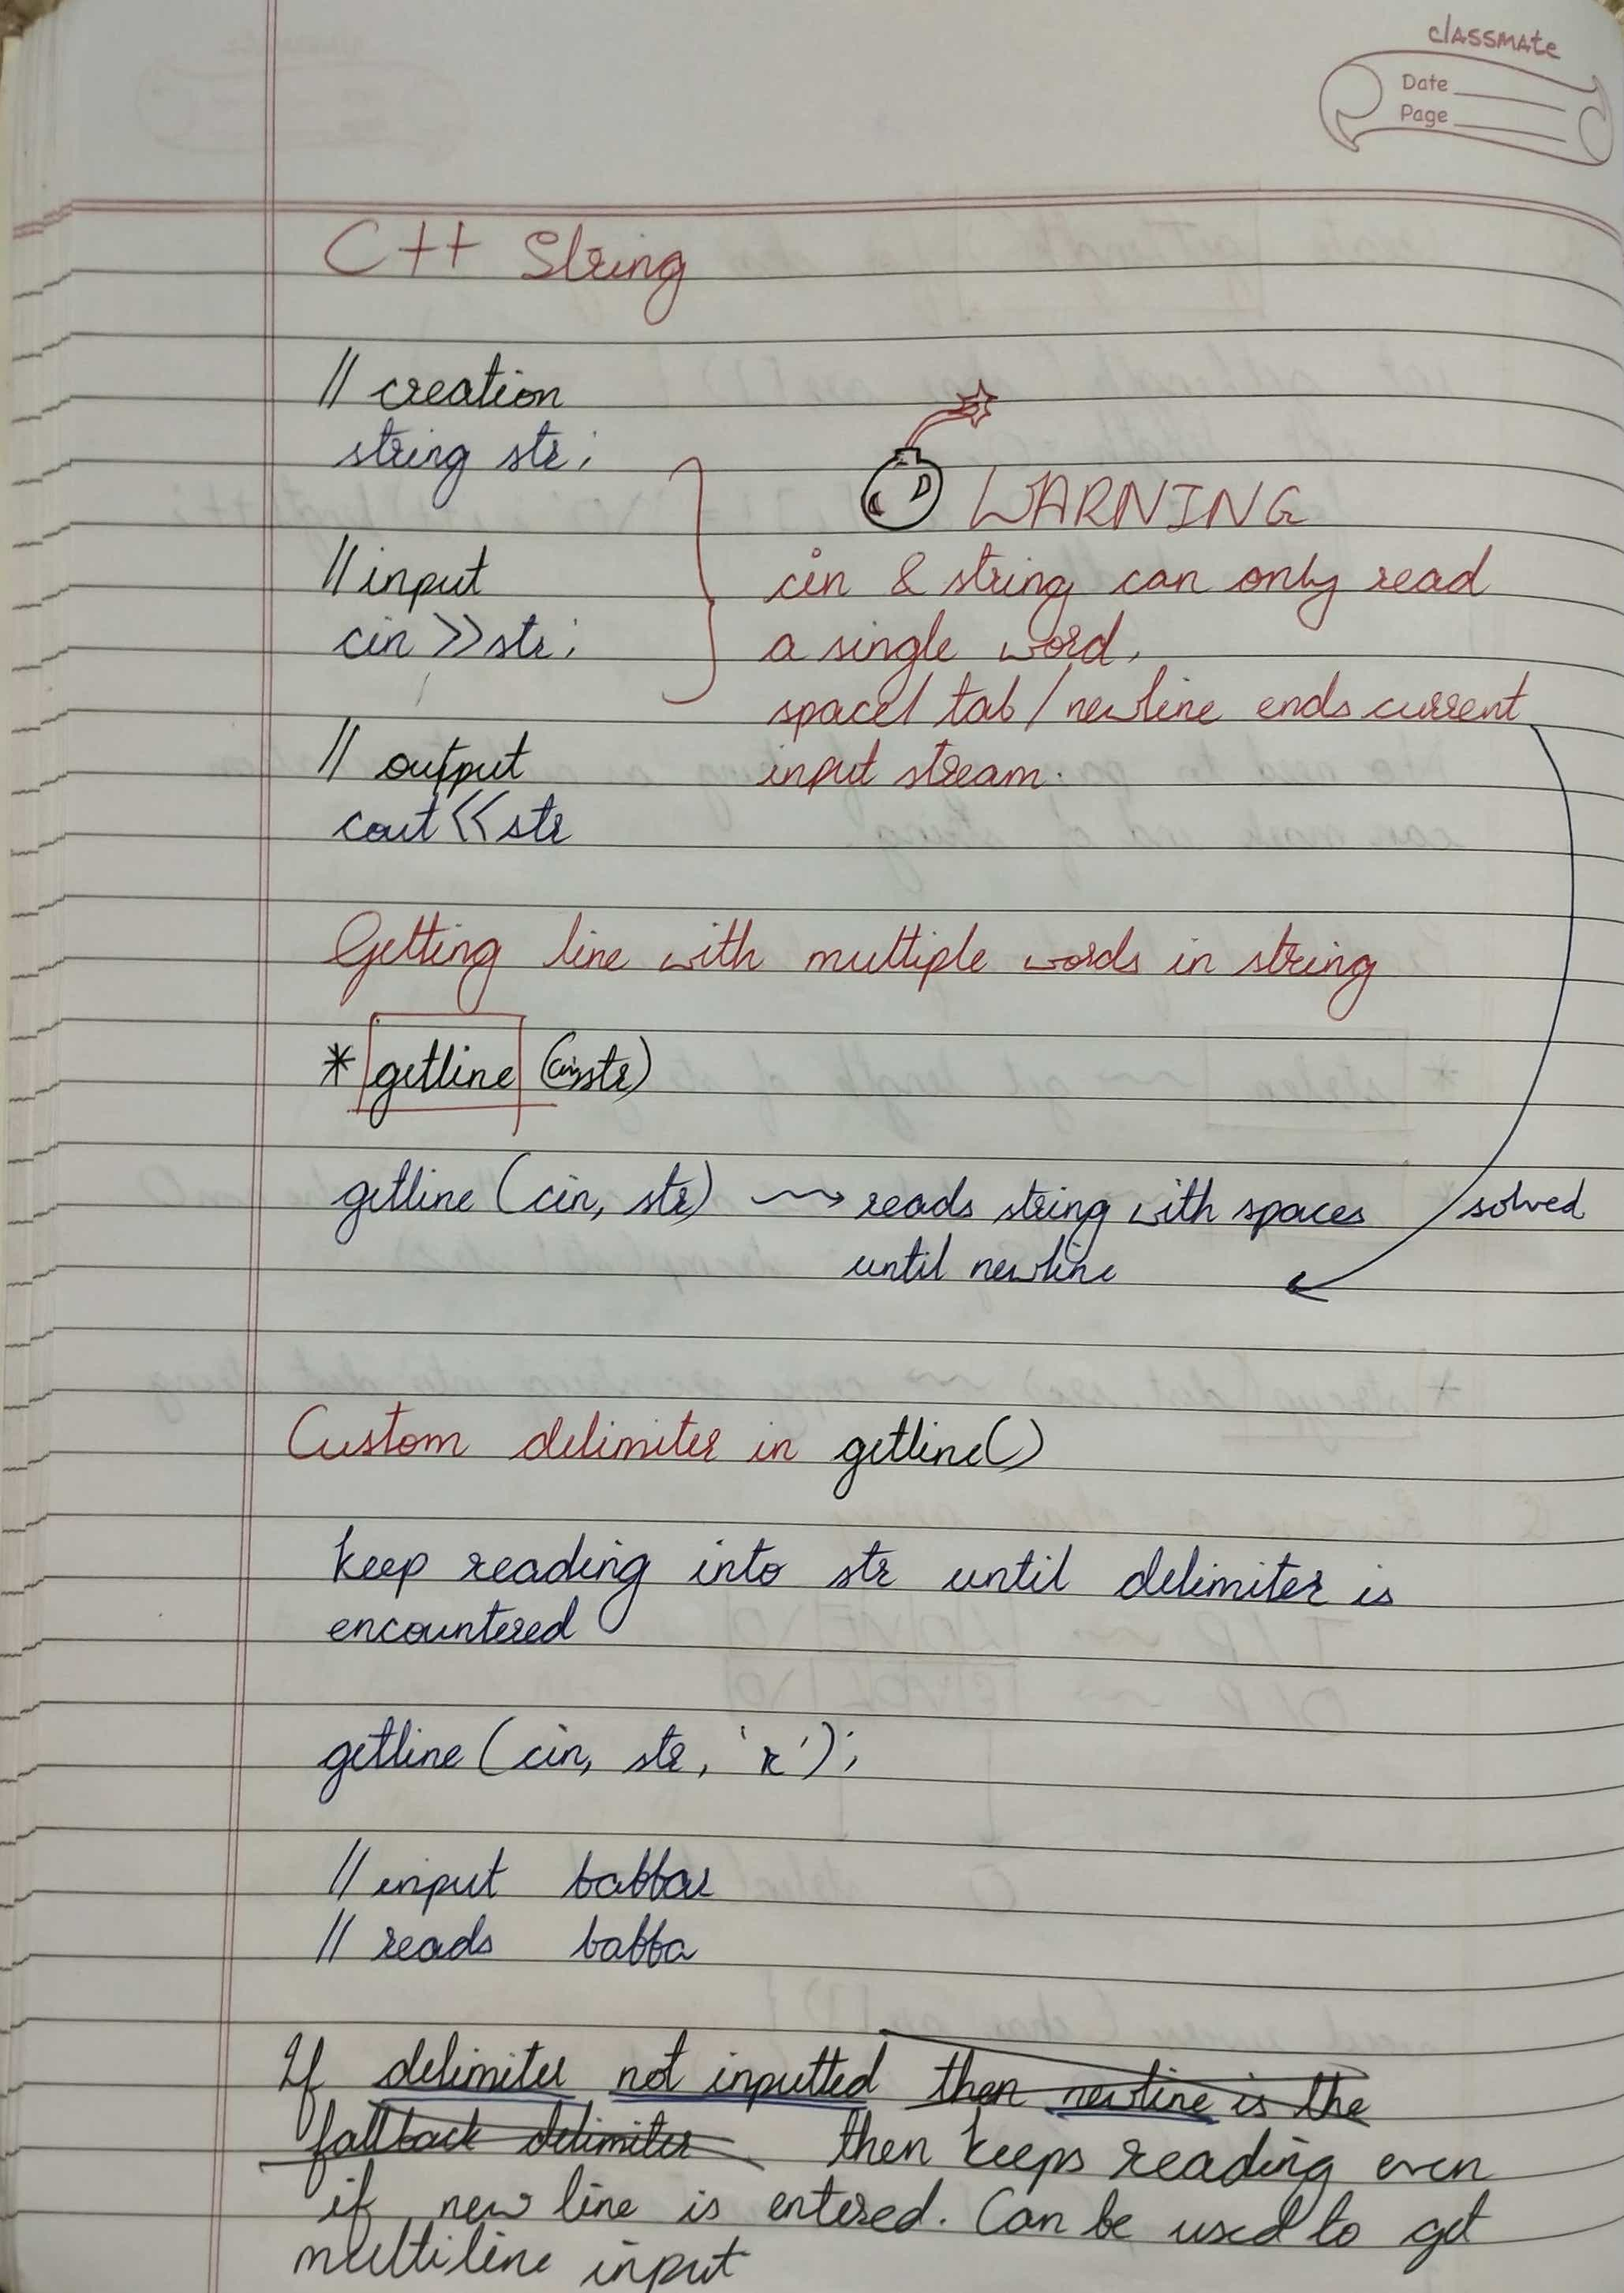 classmate
Date
Page
C++ String
// creation
string str;
WARNING
// input
cin & string can only read
cin >> str;
a single word,
space/ tab / newline ends current
// output
input stream.
cout << str
Getting line with multiple words in string
* getline (cin, str)
getline (cin, str) ~~> reads string with spaces
solved
until newline
Custom delimiter in getline()
keep reading into str until delimiter is
encountered
getline (cin, str, 'r');
// input babbar
// reads babba
If delimiter not inputted then newline is the
fallback delimiter then keeps reading even
if new line is entered. Can be used to get
multiline input